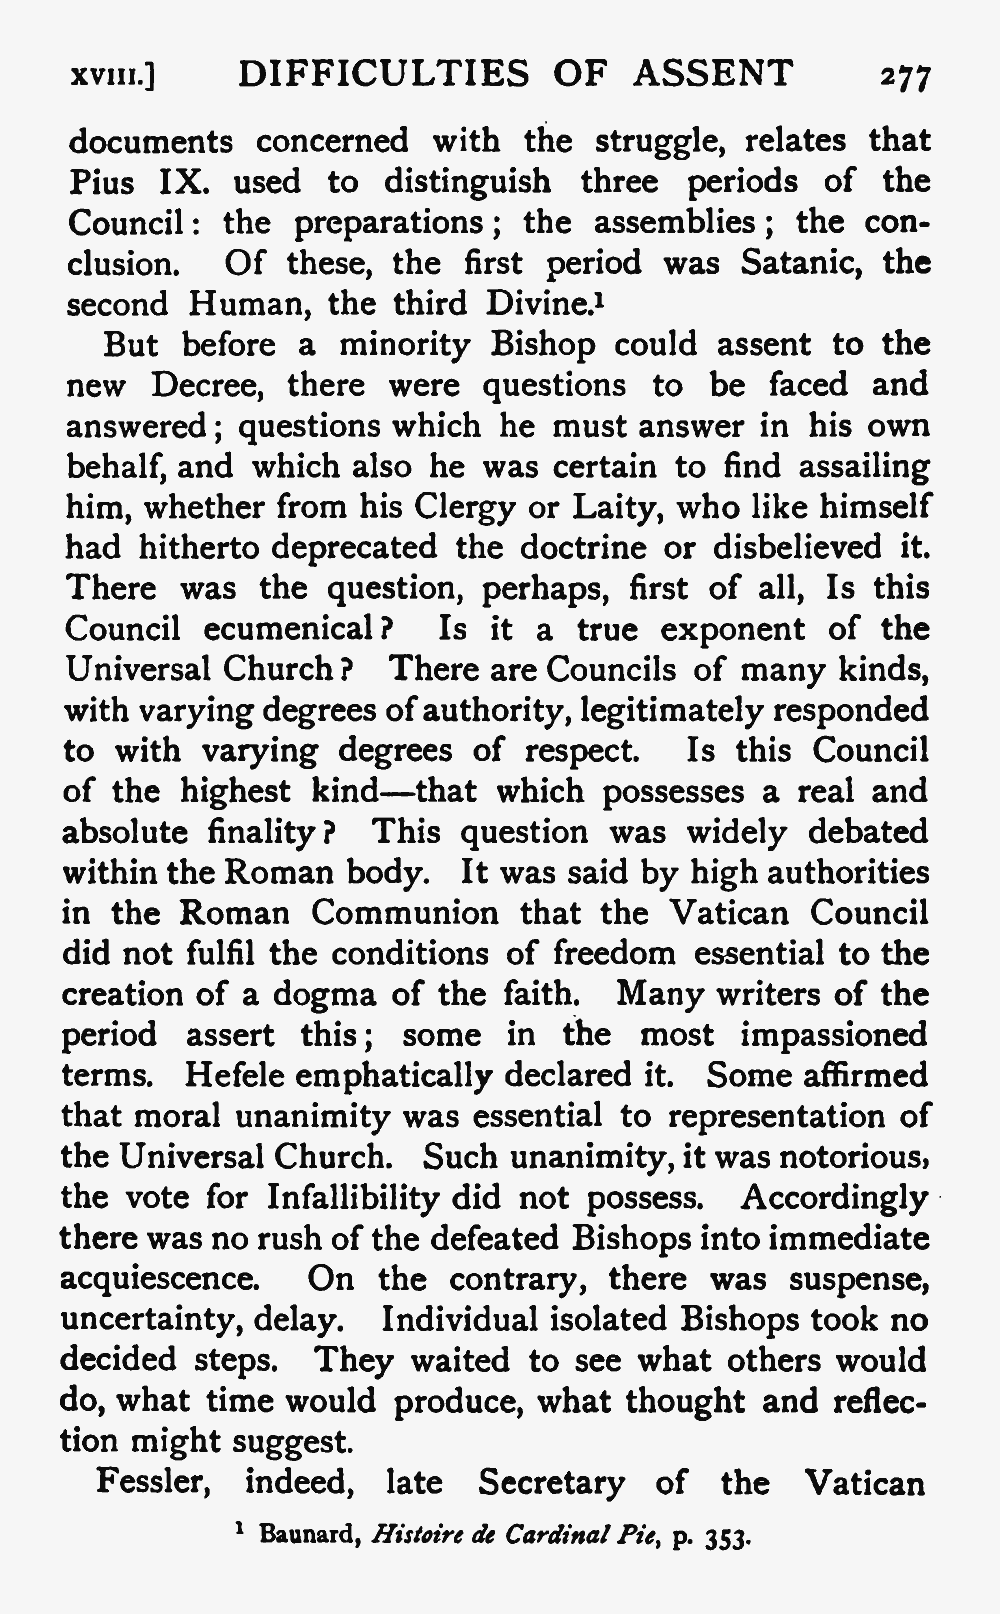 XVIII.] DIFFICULTIES OF ASSENT 277
documents concerned with the struggle, relates that
Pius IX. used to distinguish three periods of the
Council: the preparations; the assemblies; the con-
clusion. Of these, the first period was Satanic, the
second Human, the third Divine.¹
But before a minority Bishop could assent to the
new Decree, there were questions to be faced and
answered; questions which he must answer in his own
behalf, and which also he was certain to find assailing
him, whether from his Clergy or Laity, who like himself
had hitherto deprecated the doctrine or disbelieved it.
There was the question, perhaps, first of all, Is this
Council ecumenical? Is it a true exponent of the
Universal Church? There are Councils of many kinds,
with varying degrees of authority, legitimately responded
to with varying degrees of respect. Is this Council
of the highest kind—that which possesses a real and
absolute finality? This question was widely debated
within the Roman body. It was said by high authorities
in the Roman Communion that the Vatican Council
did not fulfil the conditions of freedom essential to the
creation of a dogma of the faith. Many writers of the
period assert this; some in the most impassioned
terms. Hefele emphatically declared it. Some affirmed
that moral unanimity was essential to representation of
the Universal Church. Such unanimity, it was notorious,
the vote for Infallibility did not possess. Accordingly
there was no rush of the defeated Bishops into immediate
acquiescence. On the contrary, there was suspense,
uncertainty, delay. Individual isolated Bishops took no
decided steps. They waited to see what others would
do, what time would produce, what thought and reflec-
tion might suggest.
Fessler, indeed, late Secretary of the Vatican
¹ Baunard, Histoire de Cardinal Pie, p. 353.